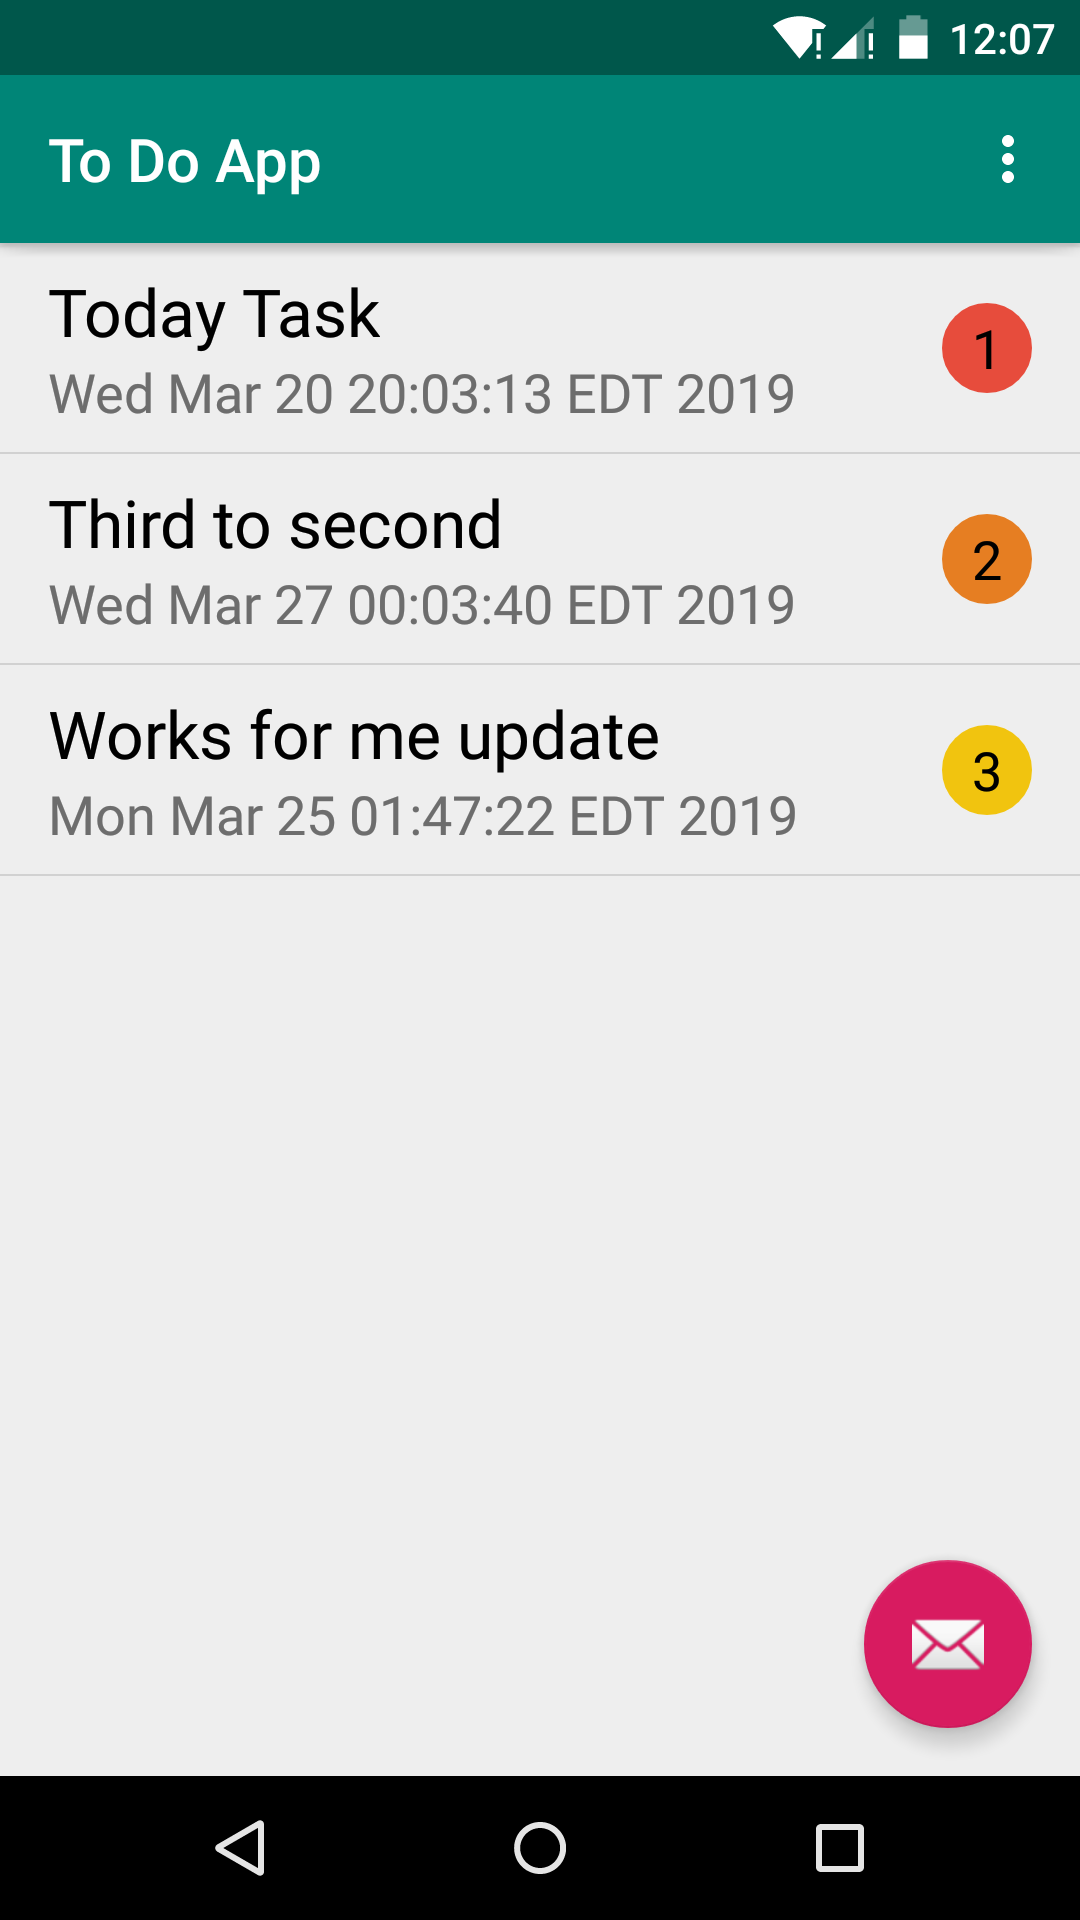 12:07
To Do App
Today Task
1
Wed Mar 20 20:03:13 EDT 2019
Third to second
2
Wed Mar 27 00:03:40 EDT 2019
Works for me update
3
Mon Mar 25 01:47:22 EDT 2019